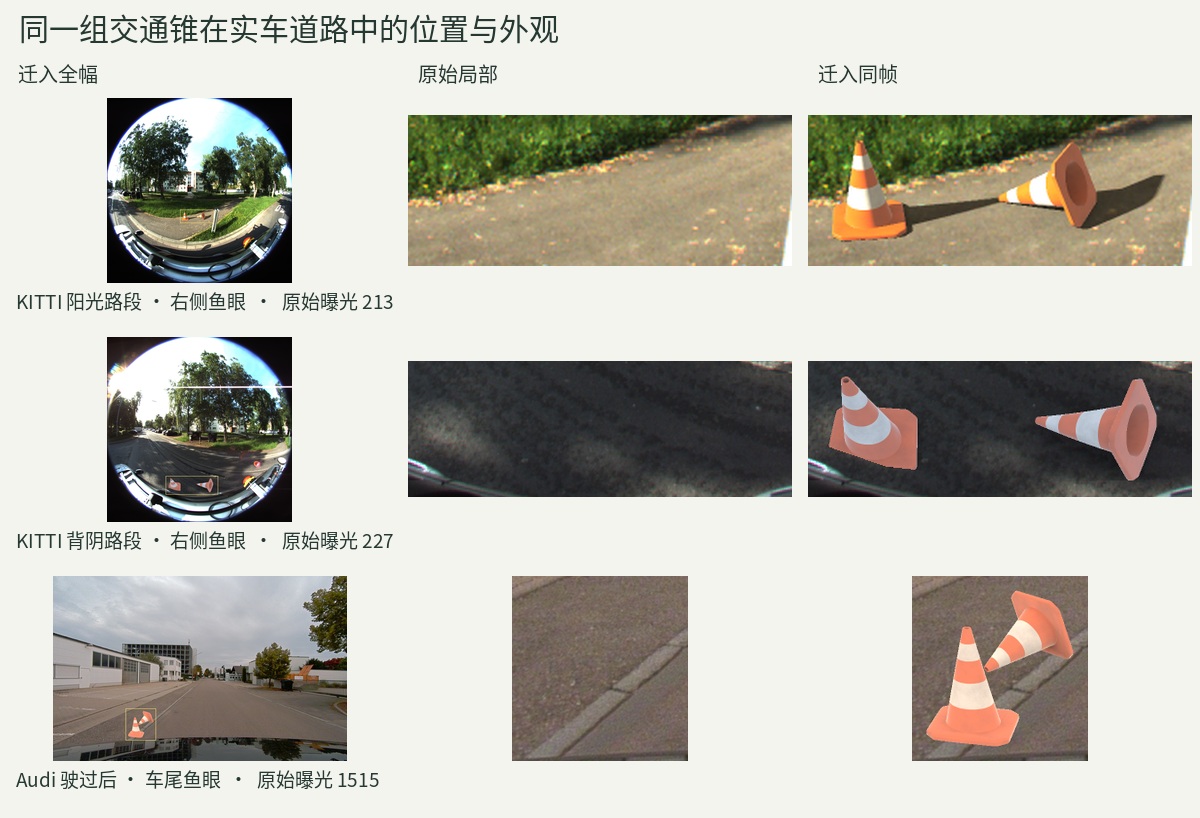 同一组交通锥在实车道路中的位置与外观
迁入全幅
原始局部
迁入同帧
KITTI 阳光路段 · 右侧鱼眼 · 原始曝光 213
KITTI 背阴路段 · 右侧鱼眼 · 原始曝光 227
Audi 驶过后 · 车尾鱼眼 · 原始曝光 1515